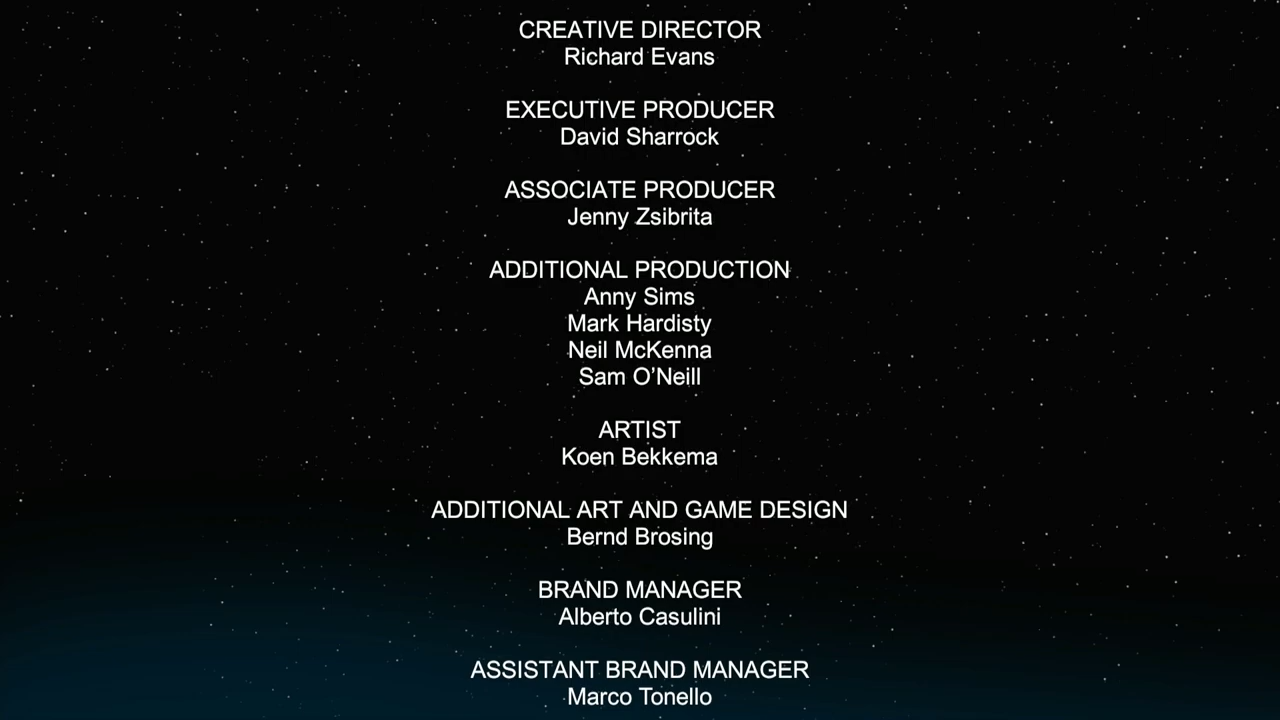 CREATIVE DIRECTOR
Richard Evans
EXECUTIVE PRODUCER
David Sharrock
ASSOCIATE PRODUCER
Jenny Zsibrita
ADDITIONAL PRODUCTION
Anny Sims
Mark Hardisty
Neil McKenna
Sam O’Neill
ARTIST
Koen Bekkema
ADDITIONAL ART AND GAME DESIGN
Bernd Brosing
BRAND MANAGER
Alberto Casulini
ASSISTANT BRAND MANAGER
Marco Tonello